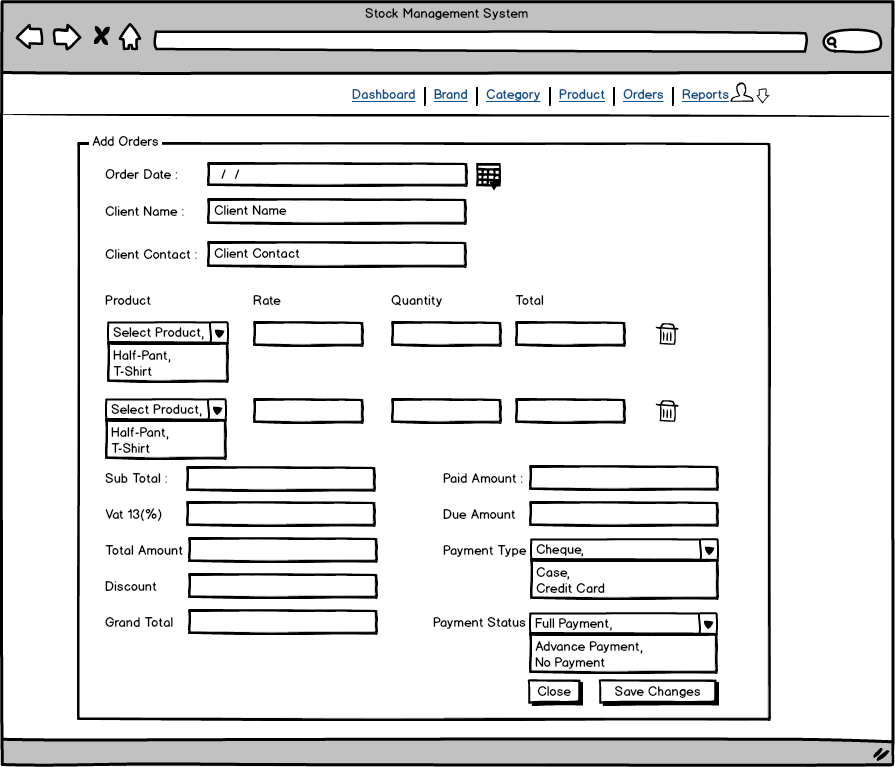 Stock Management System
Dashboard | Brand | Category | Product | Orders | Reports
Add Orders
Order Date : / /
Client Name : Client Name
Client Contact : Client Contact
Product Rate Quantity Total
Select Product,
Half-Pant,
T-Shirt
Select Product,
Half-Pant,
T-Shirt
Sub Total :
Vat 13(%)
Total Amount
Discount
Grand Total
Paid Amount :
Due Amount
Payment Type Cheque,
Case,
Credit Card
Payment Status Full Payment,
Advance Payment,
No Payment
Close Save Changes